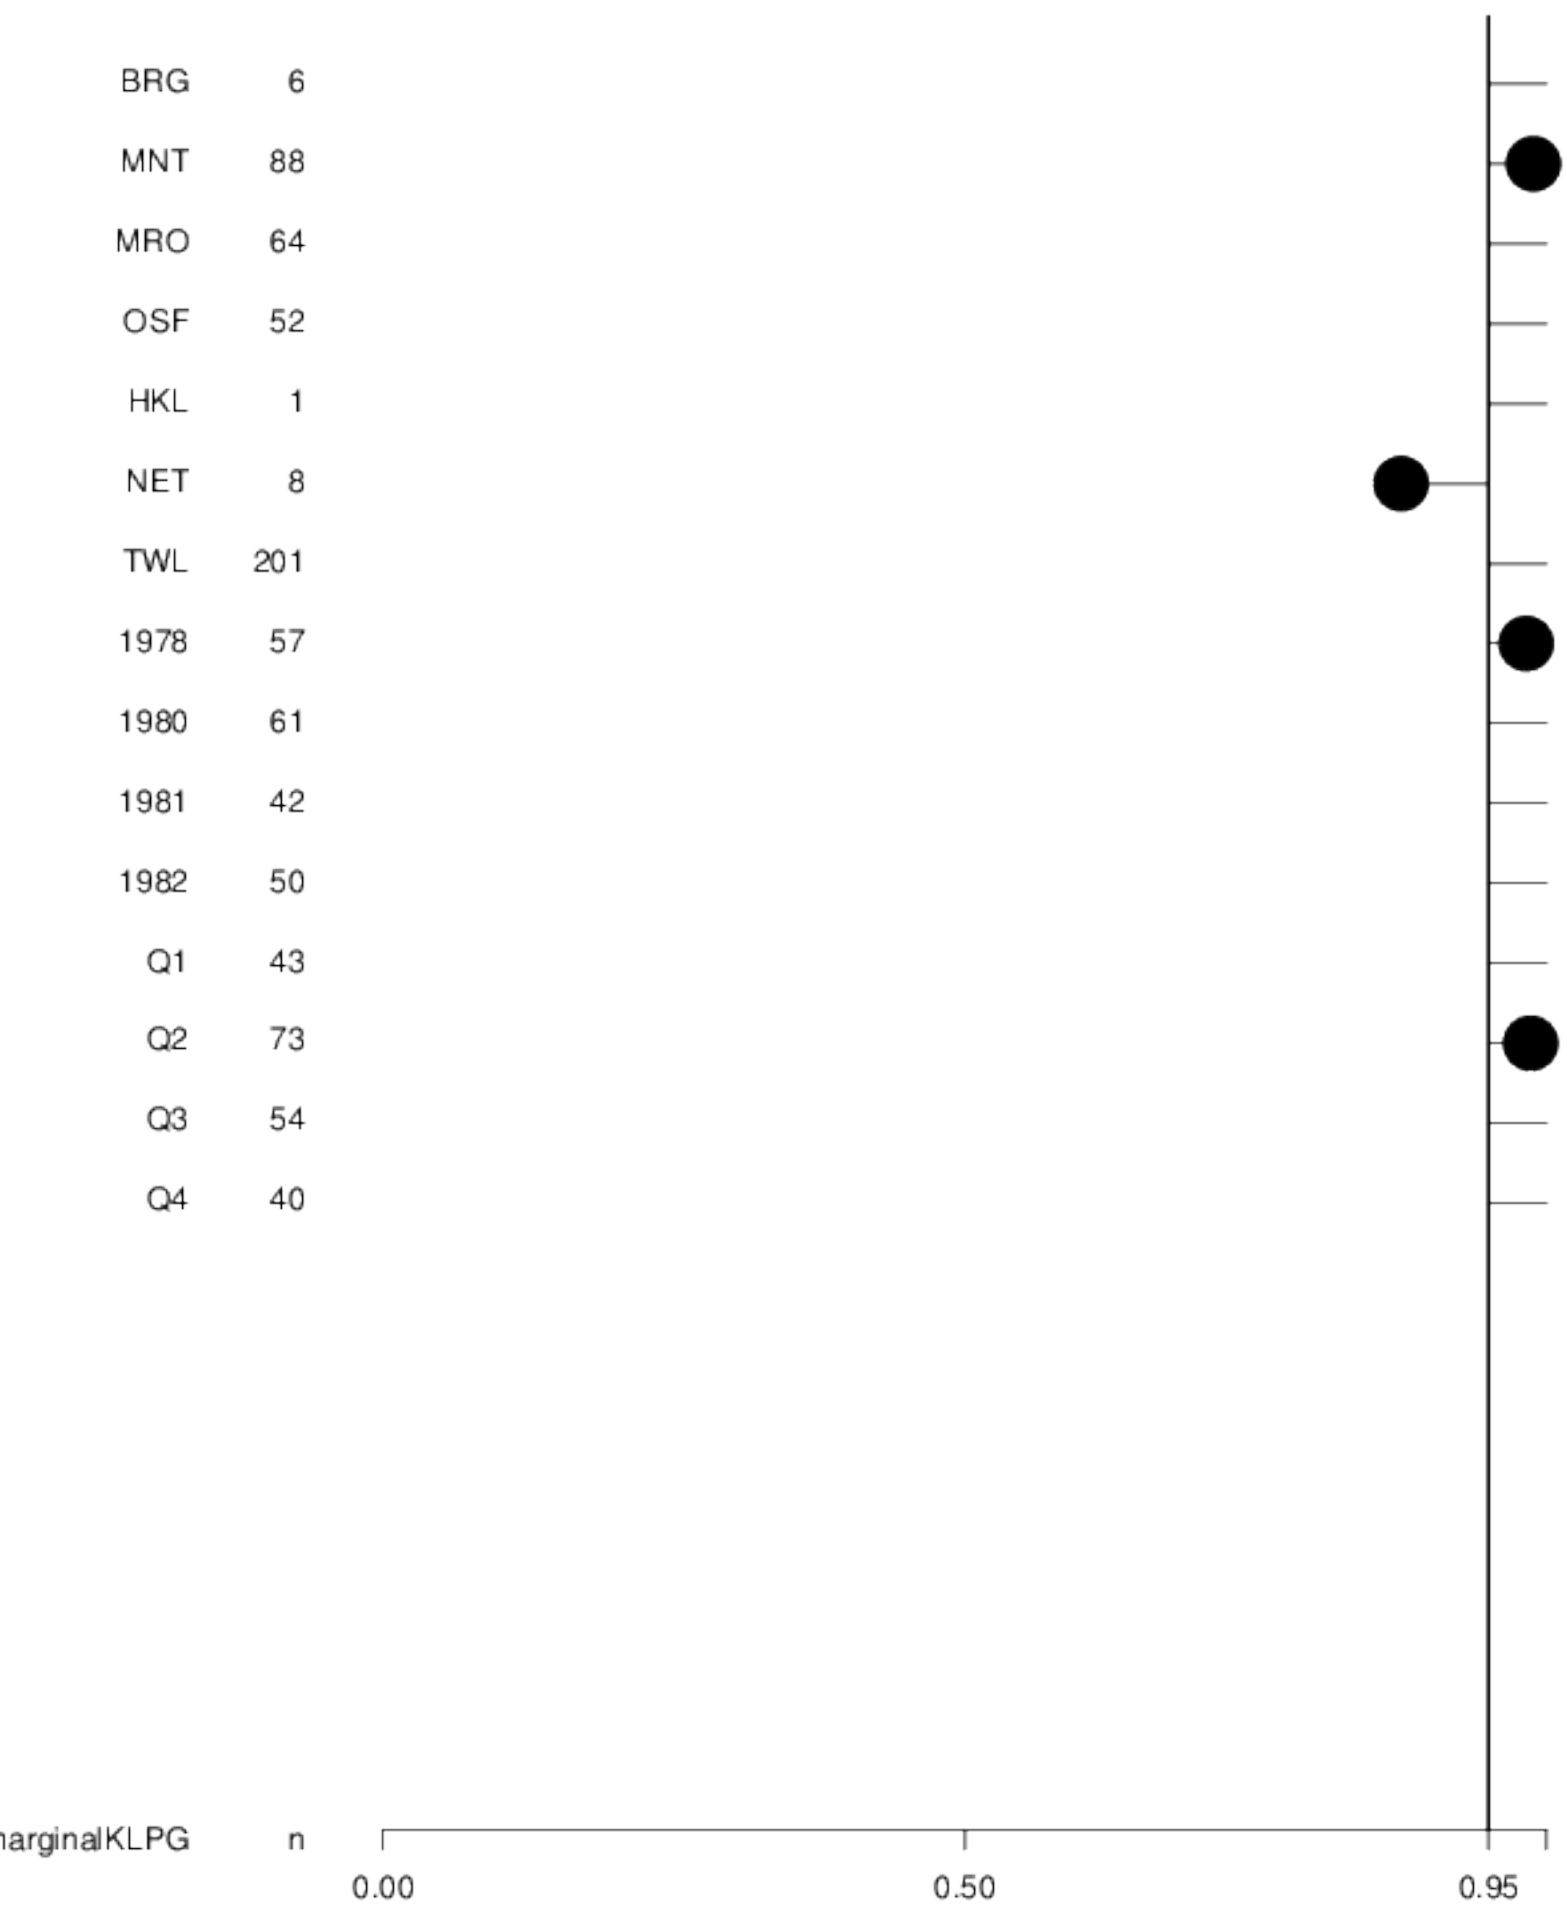 BRG 6
MNT 88
MRO 64
OSF 52
HKL 1
NET 8
TWL 201
1978 57
1980 61
1981 42
1982 50
Q1 43
Q2 73
Q3 54
Q4 40
KLPG n
0.00 0.50 0.95